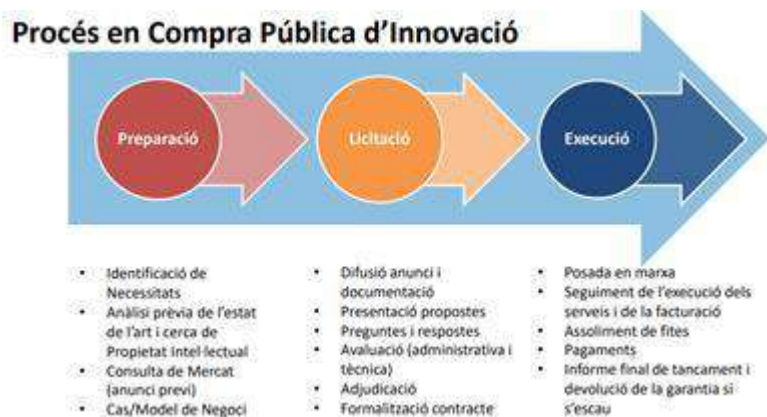 Procés en Compra Pública d'Innovació
Preparació
Licitació
Execució
• Identificació de
Necessitats
• Anàlisi prèvia de l'estat
de l'art i cerca de
Propietat Intel·lectual
• Consulta de Mercat
(anunci previ)
• Cas/Model de Negoci
• Difusió anunci i
documentació
• Presentació propostes
• Preguntes i respostes
• Avaluació (administrativa i
tècnica)
• Adjudicació
• Formalització contracte
• Posada en marxa
• Seguiment de l'execució dels
serveis i de la facturació
• Assoliment de fites
• Pagaments
• Informe final de tancament i
devolució de la garantia si
s'escau